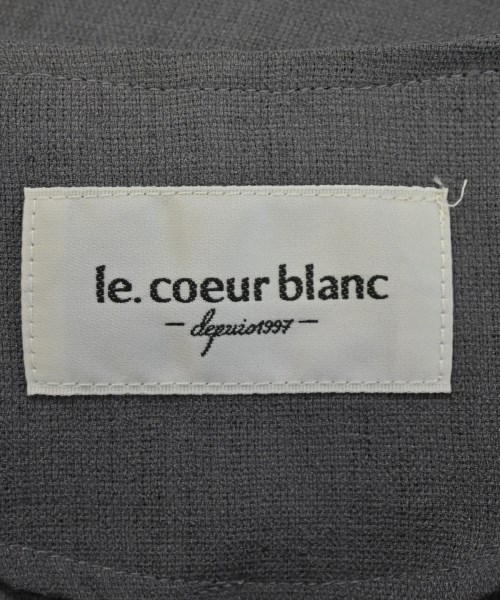 le. coeur blanc
- depuis1997 -